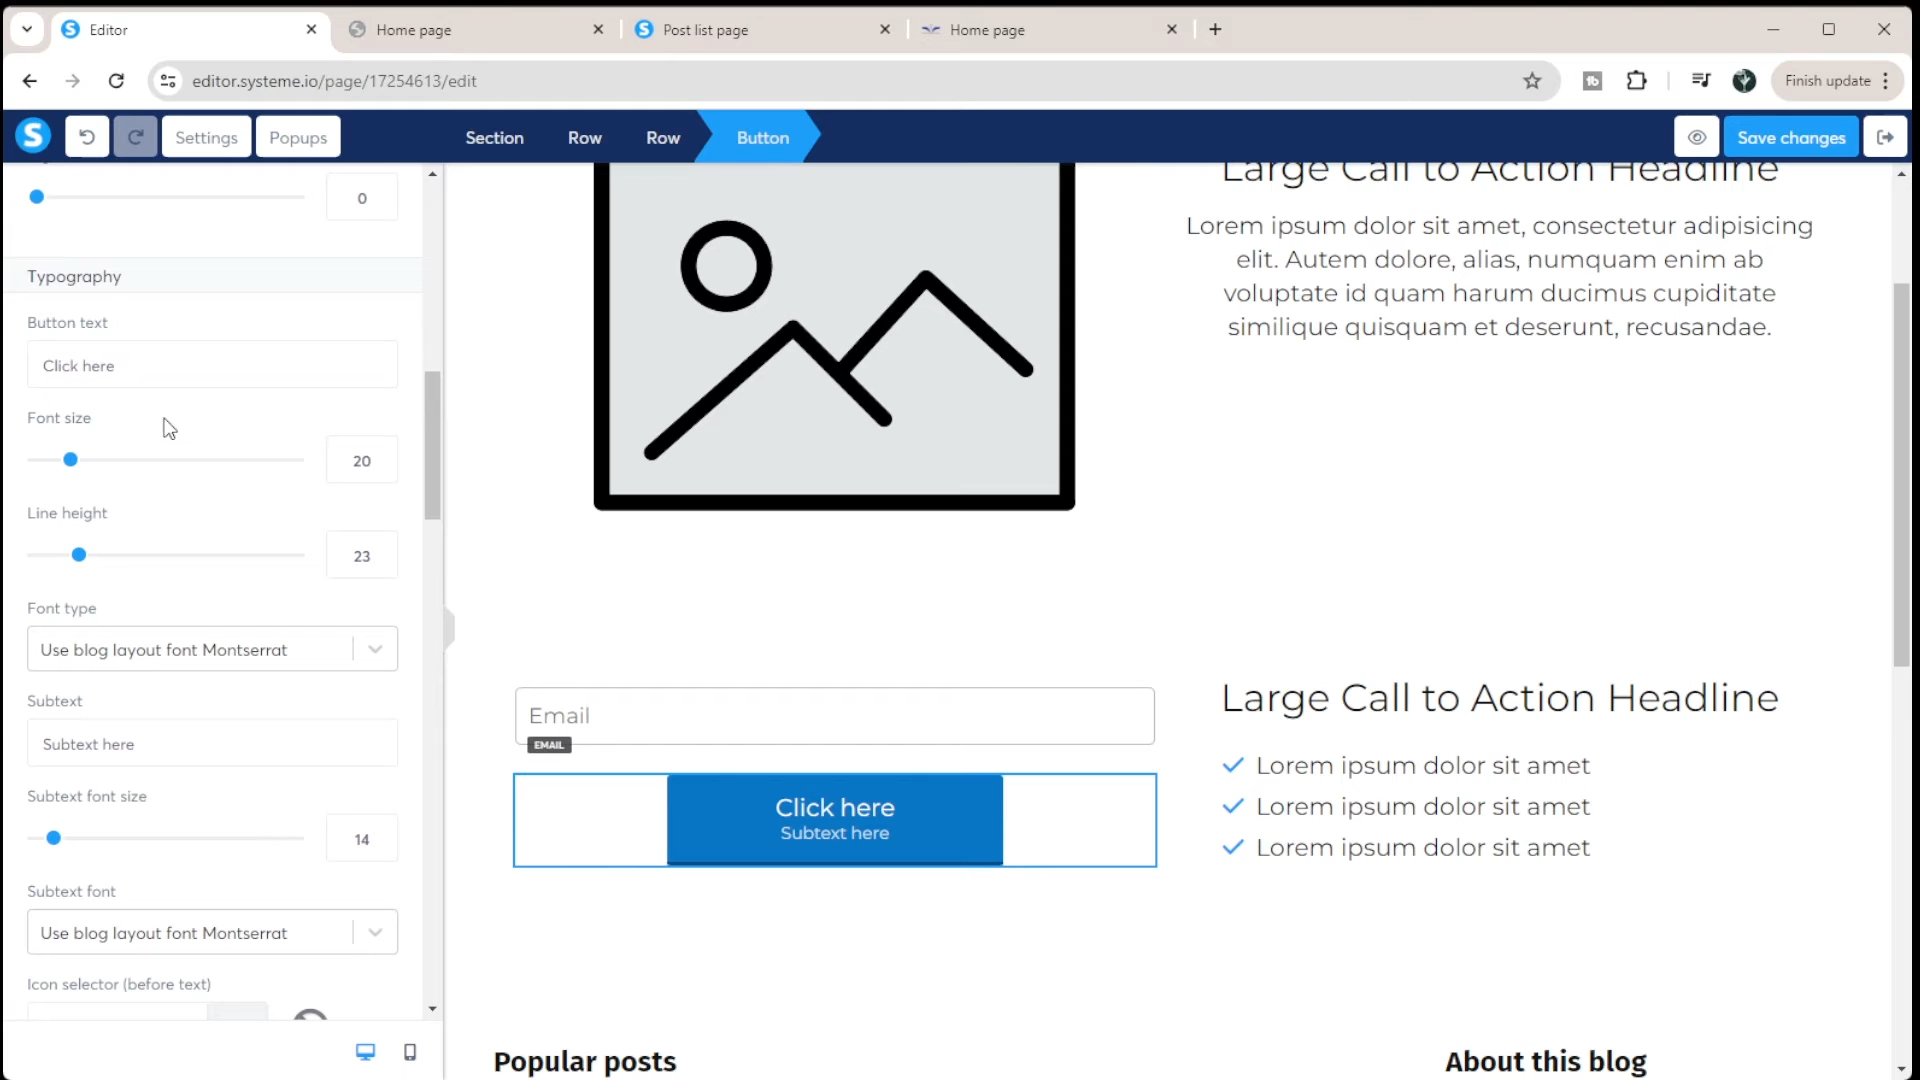 Editor
Home page
Post list page
Home page
editor.systeme.io/page/17254613/edit
Finish update
Settings
Popups
Section
Row
Row
Button
Save changes
0
Typography
Button text
Click here
Font size
20
Line height
23
Font type
Use blog layout font Montserrat
Subtext
Subtext here
Subtext font size
14
Subtext font
Use blog layout font Montserrat
Icon selector (before text)
Large Call to Action Headline
Lorem ipsum dolor sit amet, consectetur adipisicing
elit. Autem dolore, alias, numquam enim ab
voluptate id quam harum ducimus cupiditate
similique quisquam et deserunt, recusandae.
Email
EMAIL
Click here
Subtext here
Large Call to Action Headline
Lorem ipsum dolor sit amet
Lorem ipsum dolor sit amet
Lorem ipsum dolor sit amet
Popular posts
About this blog